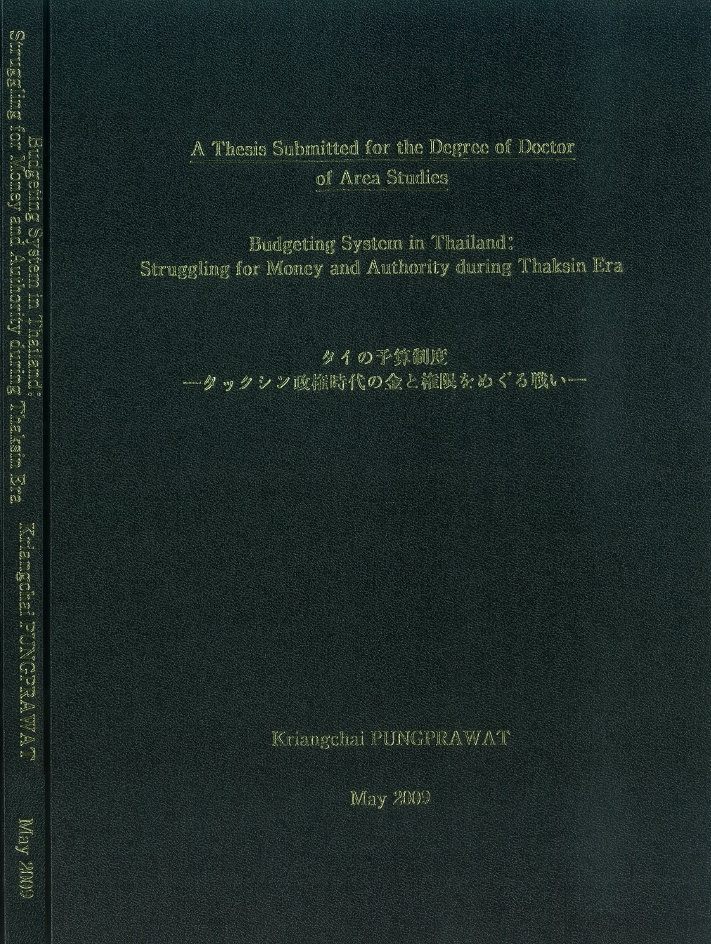 Budgeting System in Thailand:
Struggling for Money and Authority during Thaksin Era
Kriangchai PUNGPRAWAT
May 2009
A Thesis Submitted for the Degree of Doctor
of Area Studies
Budgeting System in Thailand:
Struggling for Money and Authority during Thaksin Era
タイの予算制度
―タックシン政権時代の金と権限をめぐる戦い―
Kriangchai PUNGPRAWAT
May 2009